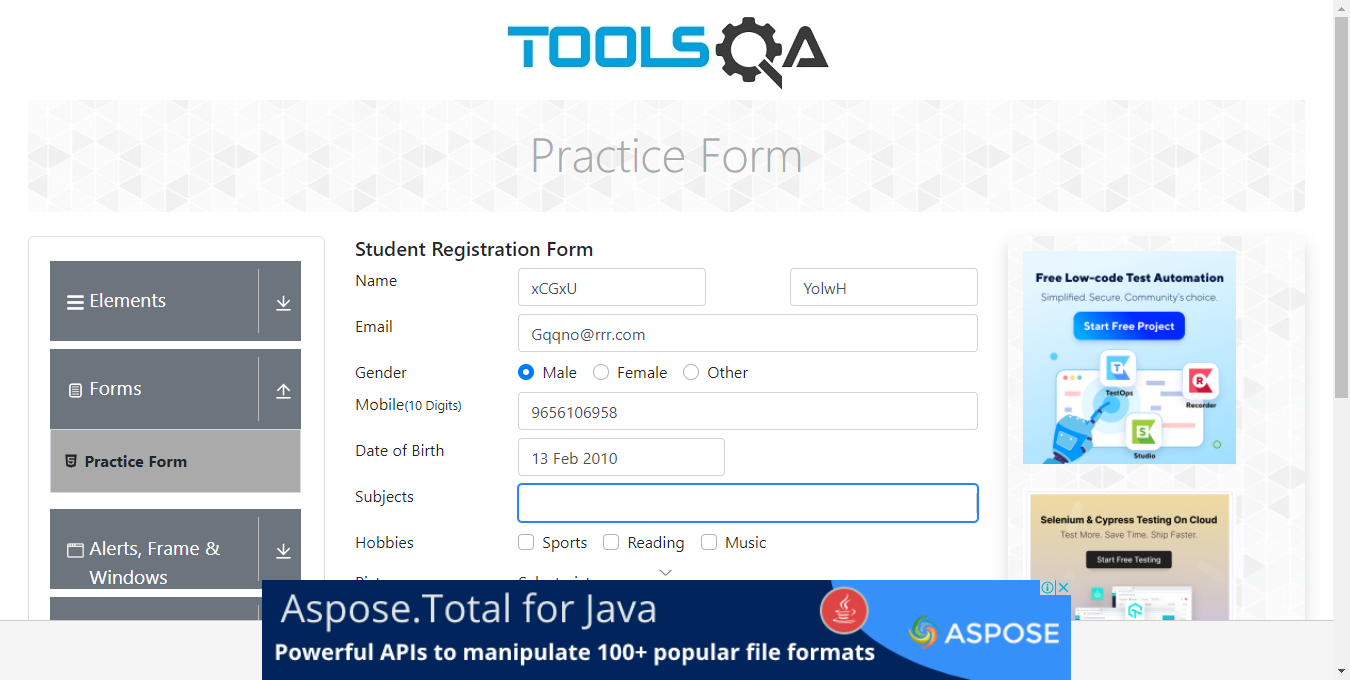 TOOLSQA
Practice Form
Elements
Forms
Practice Form
Alerts, Frame &
Windows
Student Registration Form
Name
xCGxU
YolwH
Email
Gqqno@rrr.com
Gender
Male
Female
Other
Mobile(10 Digits)
9656106958
Date of Birth
13 Feb 2010
Subjects
Hobbies
Sports
Reading
Music
Free Low-code Test Automation
Simplified. Secure. Community's choice.
Start Free Project
TestOps
Recorder
Studio
Selenium & Cypress Testing On Cloud
Test More. Save Time. Ship Faster.
Start Free Testing
Aspose.Total for Java
Powerful APIs to manipulate 100+ popular file formats
ASPOSE